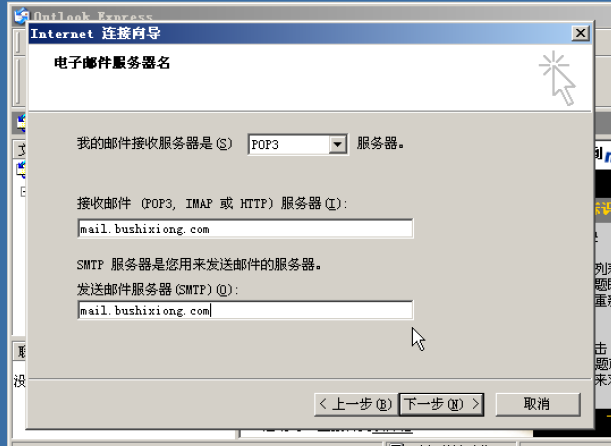 Outlook Express
Internet 连接向导
电子邮件服务器名
我的邮件接收服务器是(S) POP3 服务器。
接收邮件 (POP3, IMAP 或 HTTP) 服务器(I):
mail.bushixiong.com
SMTP 服务器是您用来发送邮件的服务器。
发送邮件服务器(SMTP)(O):
mail.bushixiong.com
没
< 上一步(B) 下一步(N) > 取消